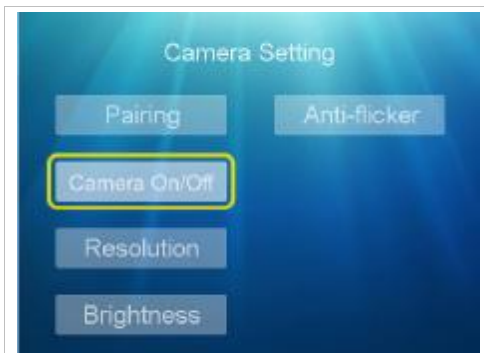 Camera Setting
Pairing
Anti-flicker
Camera On/Off
Resolution
Brightness